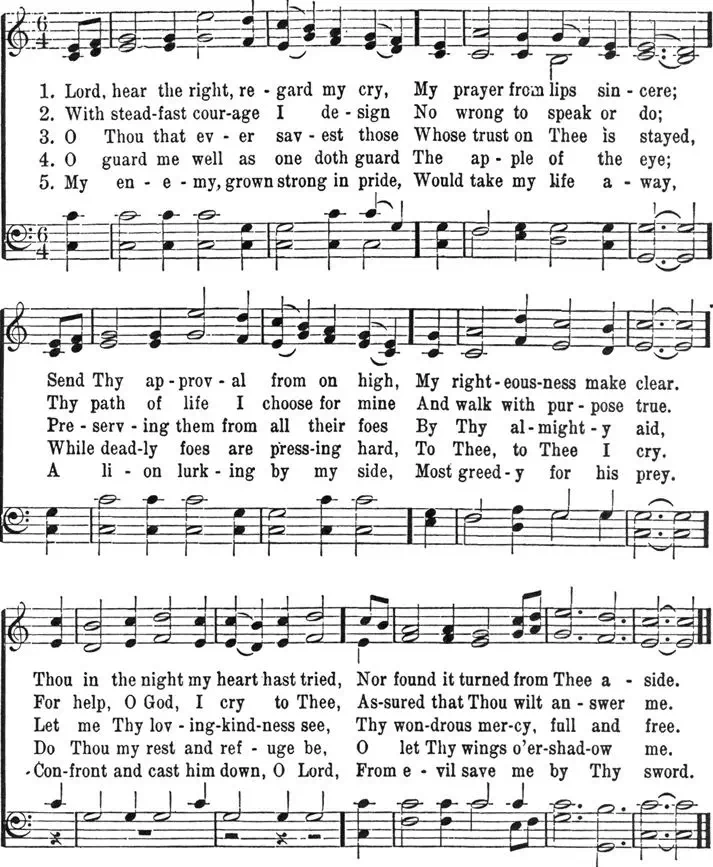 6
4
1. Lord, hear the right, re - gard my cry, My prayer from lips sin - cere;
2. With stead-fast cour-age I de - sign No wrong to speak or do;
3. O Thou that ev - er sav - est those Whose trust on Thee is stayed,
4. O guard me well as one doth guard The ap - ple of the eye;
5. My en - e - my, grown strong in pride, Would take my life a - way,
6
4
Send Thy ap - prov - al from on high, My right - eous-ness make clear.
Thy path of life I choose for mine And walk with pur - pose true.
Pre - serv - ing them from all their foes By Thy al - might - y aid,
While dead-ly foes are press-ing hard, To Thee, to Thee I cry.
A li - on lurk - ing by my side, Most greed - y for his prey.
Thou in the night my heart hast tried, Nor found it turned from Thee a - side.
For help, O God, I cry to Thee, As-sured that Thou wilt an - swer me.
Let me Thy lov - ing-kind-ness see, Thy won-drous mer-cy, full and free.
Do Thou my rest and ref - uge be, O let Thy wings o'er-shad-ow me.
Con-front and cast him down, O Lord, From e - vil save me by Thy sword.